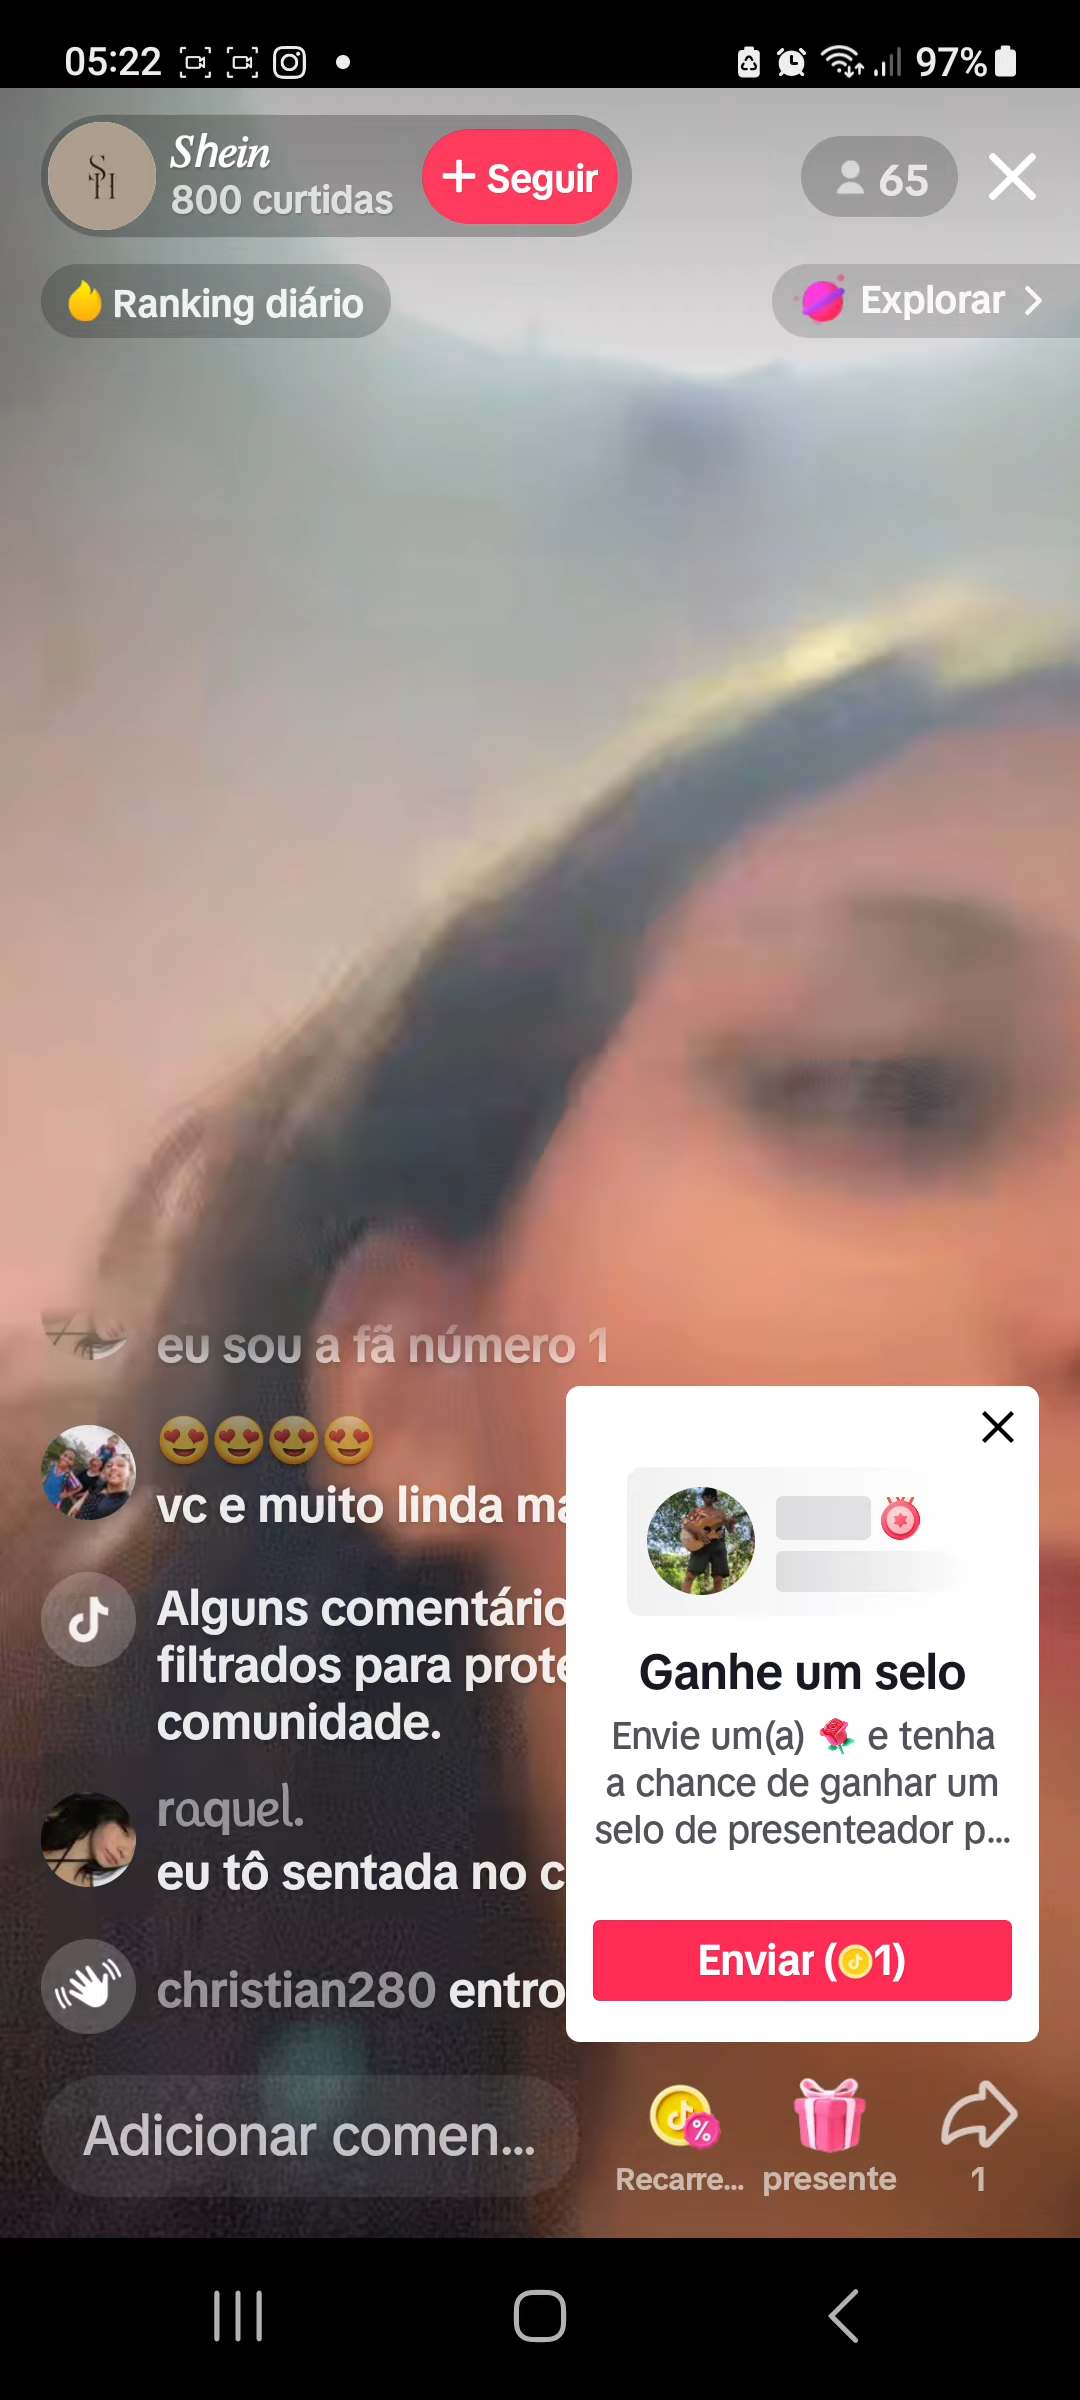 05:22
97%
Shein
800 curtidas
+ Seguir
65
Ranking diário
Explorar
eu sou a fã número 1
😍😍😍😍
vc e muito linda ma
Alguns comentário
filtrados para prote
comunidade.
raquel.
eu tô sentada no c
christian280 entro
Ganhe um selo
Envie um(a) 🌹 e tenha
a chance de ganhar um
selo de presenteador p...
Enviar (1)
Adicionar comen...
Recarre...
presente
1